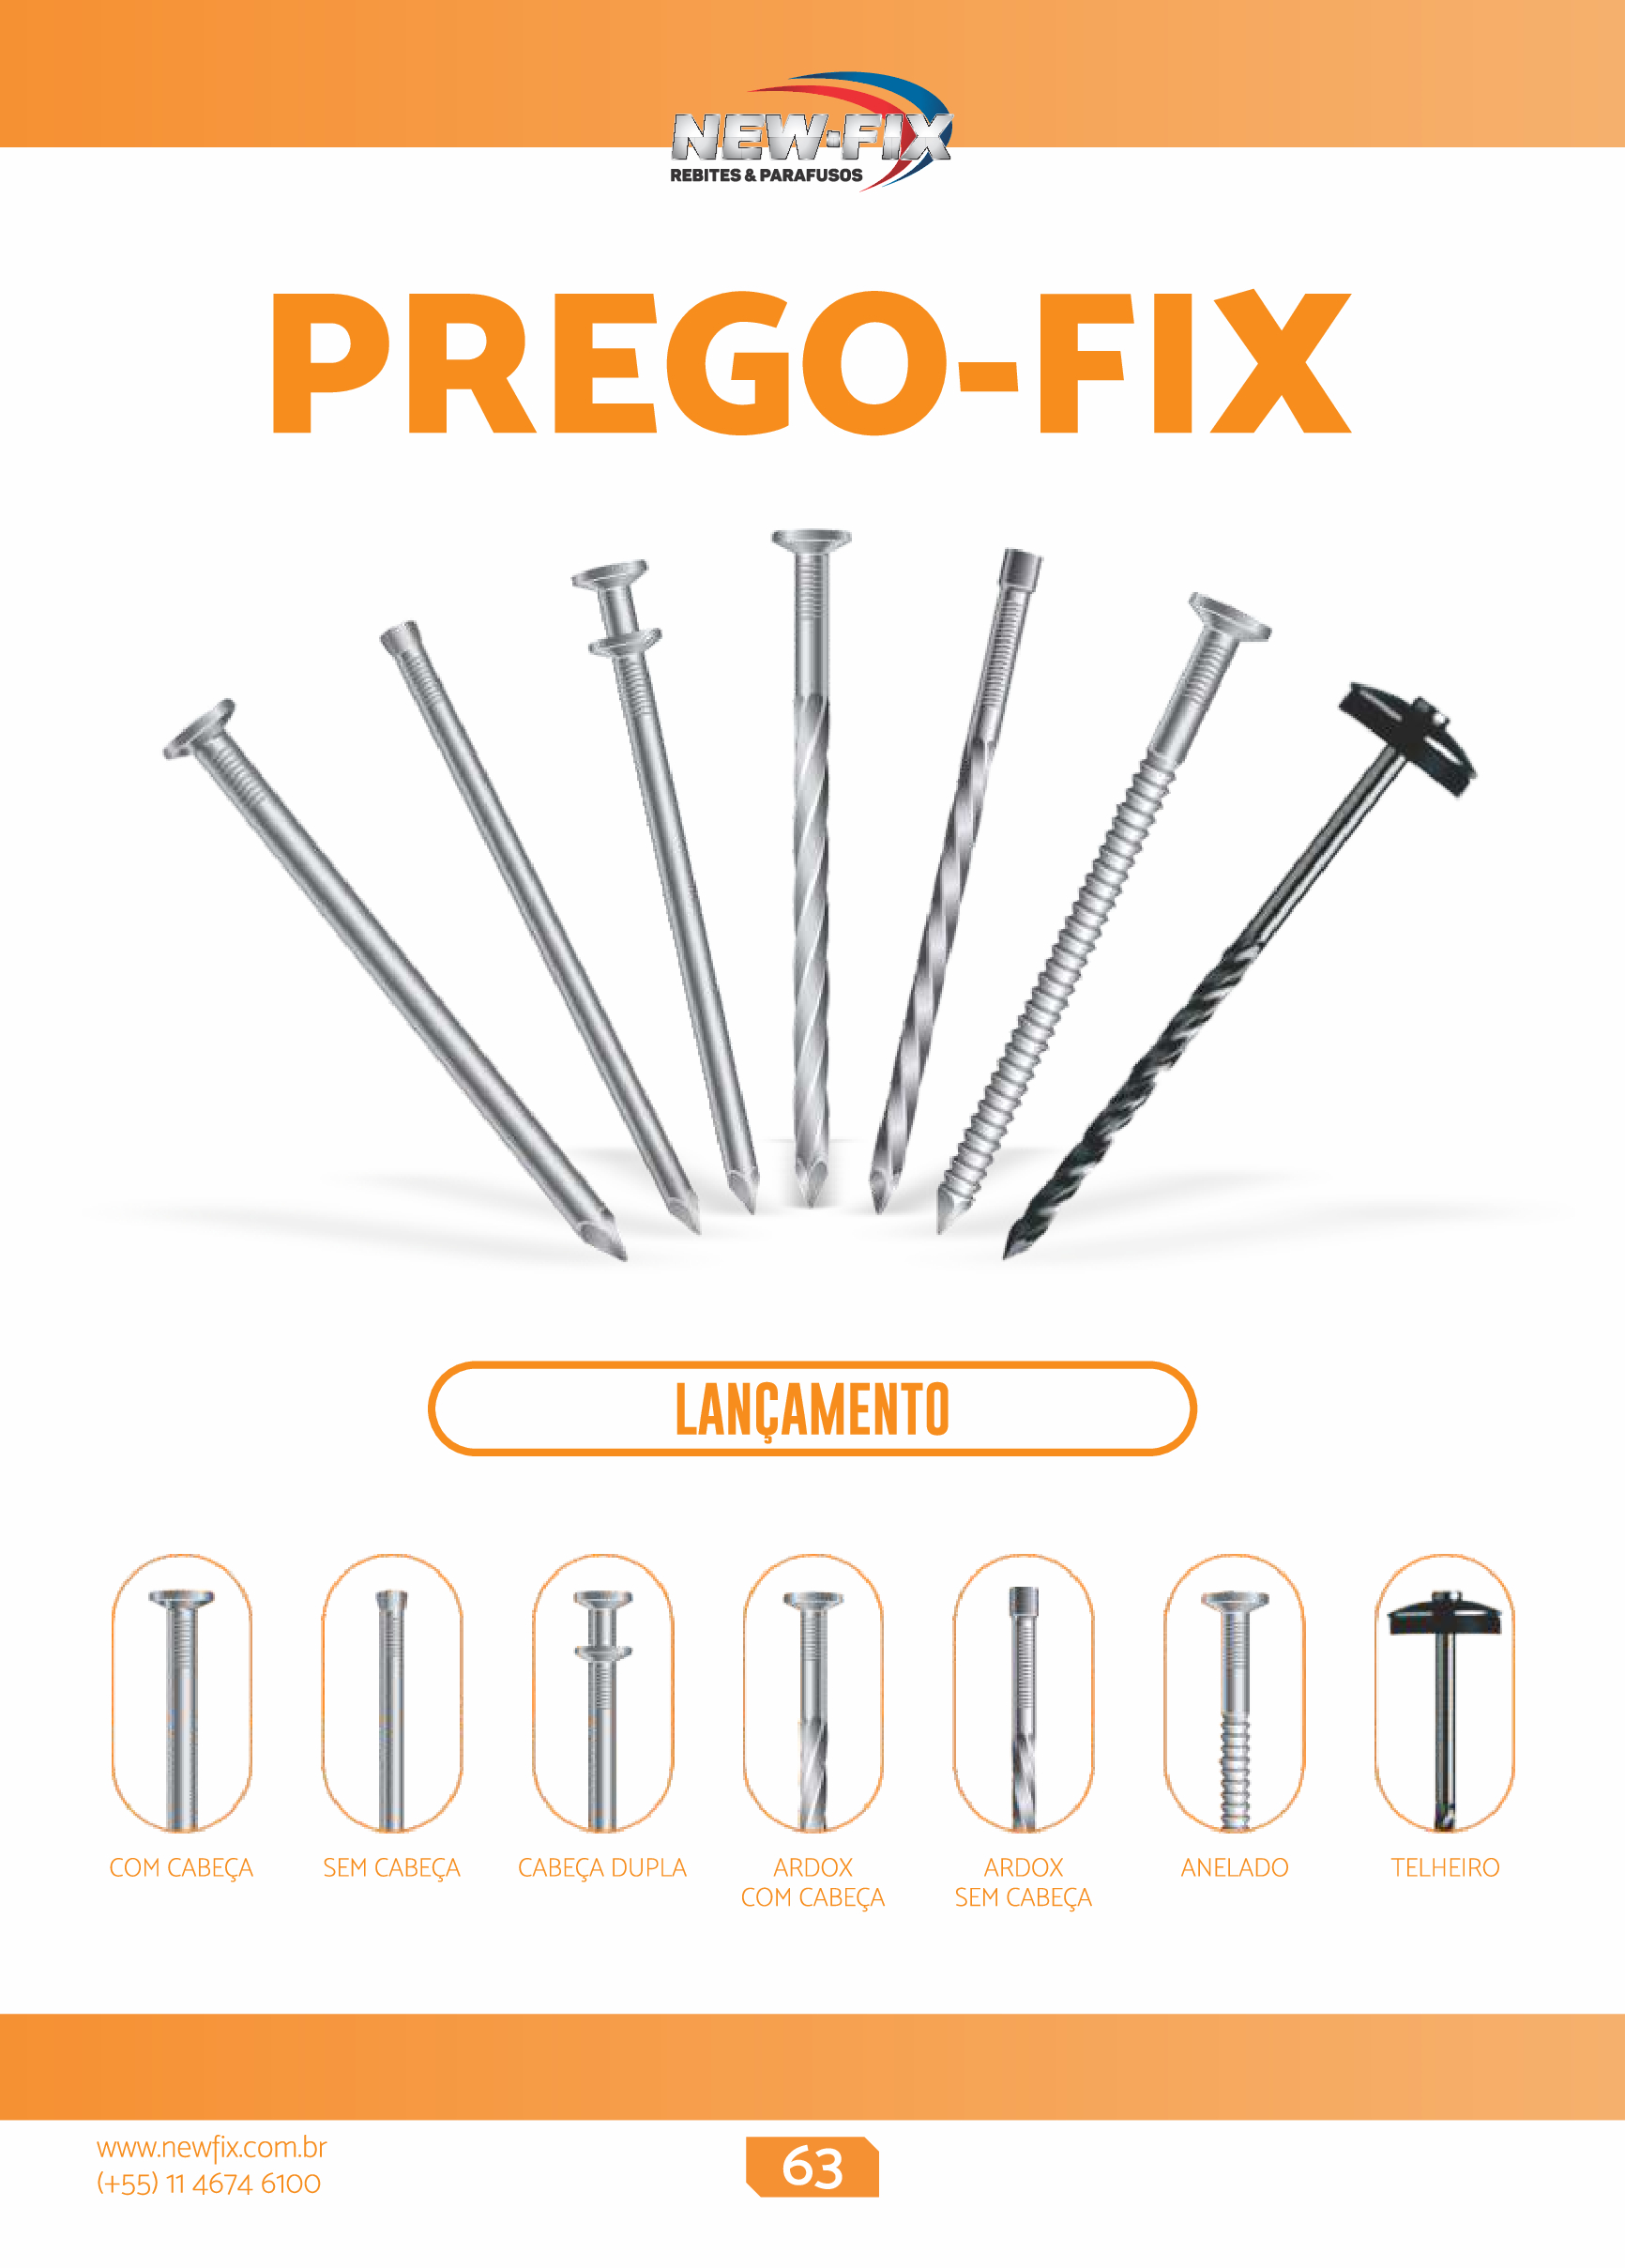 NEW-FIX
REBITES & PARAFUSOS
PREGO-FIX
LANÇAMENTO
COM CABEÇA
SEM CABEÇA
CABEÇA DUPLA
ARDOX
COM CABEÇA
ARDOX
SEM CABEÇA
ANELADO
TELHEIRO
www.newfix.com.br
(+55) 11 4674 6100
63